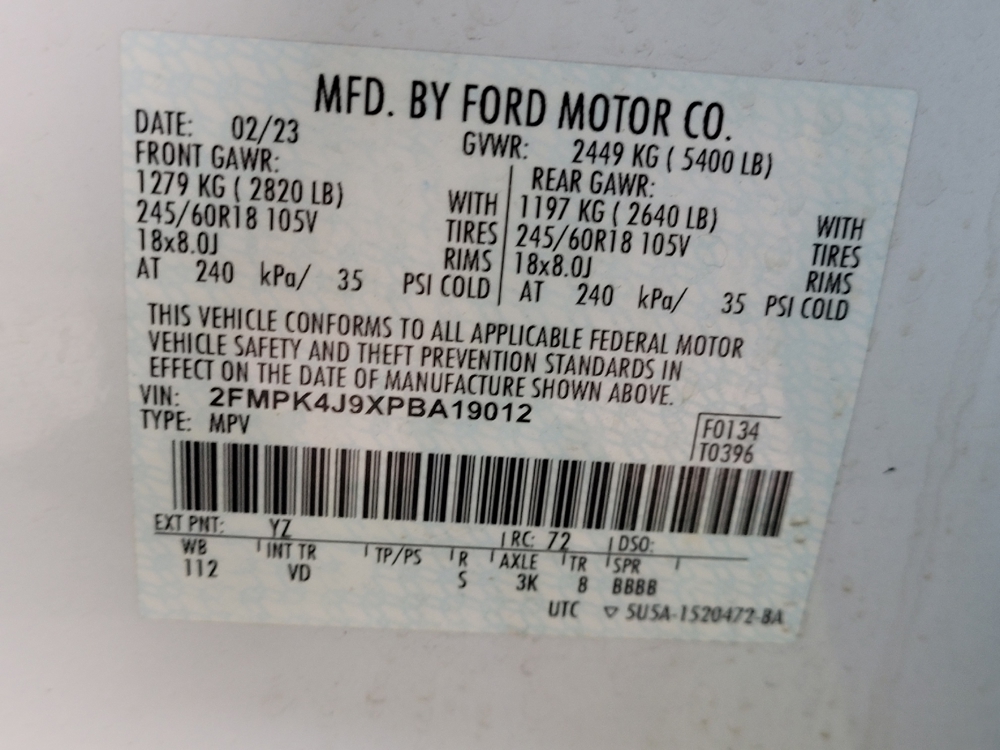 MFD. BY FORD MOTOR CO.
DATE: 02/23 GVWR: 2449 KG ( 5400 LB)
FRONT GAWR: REAR GAWR:
1279 KG ( 2820 LB) WITH 1197 KG ( 2640 LB) WITH
245/60R18 105V TIRES 245/60R18 105V TIRES
18x8.0J RIMS 18x8.0J RIMS
AT 240 kPa/ 35 PSI COLD AT 240 kPa/ 35 PSI COLD
THIS VEHICLE CONFORMS TO ALL APPLICABLE FEDERAL MOTOR
VEHICLE SAFETY AND THEFT PREVENTION STANDARDS IN
EFFECT ON THE DATE OF MANUFACTURE SHOWN ABOVE.
VIN: 2FMPK4J9XPBA19012
TYPE: MPV F0134
T0396
EXT PNT: YZ RC: 72 DSO:
WB INT TR TP/PS R AXLE TR SPR
112 VD S 3K 8 BBBB
UTC ▽ 5U5A-1520472-BA